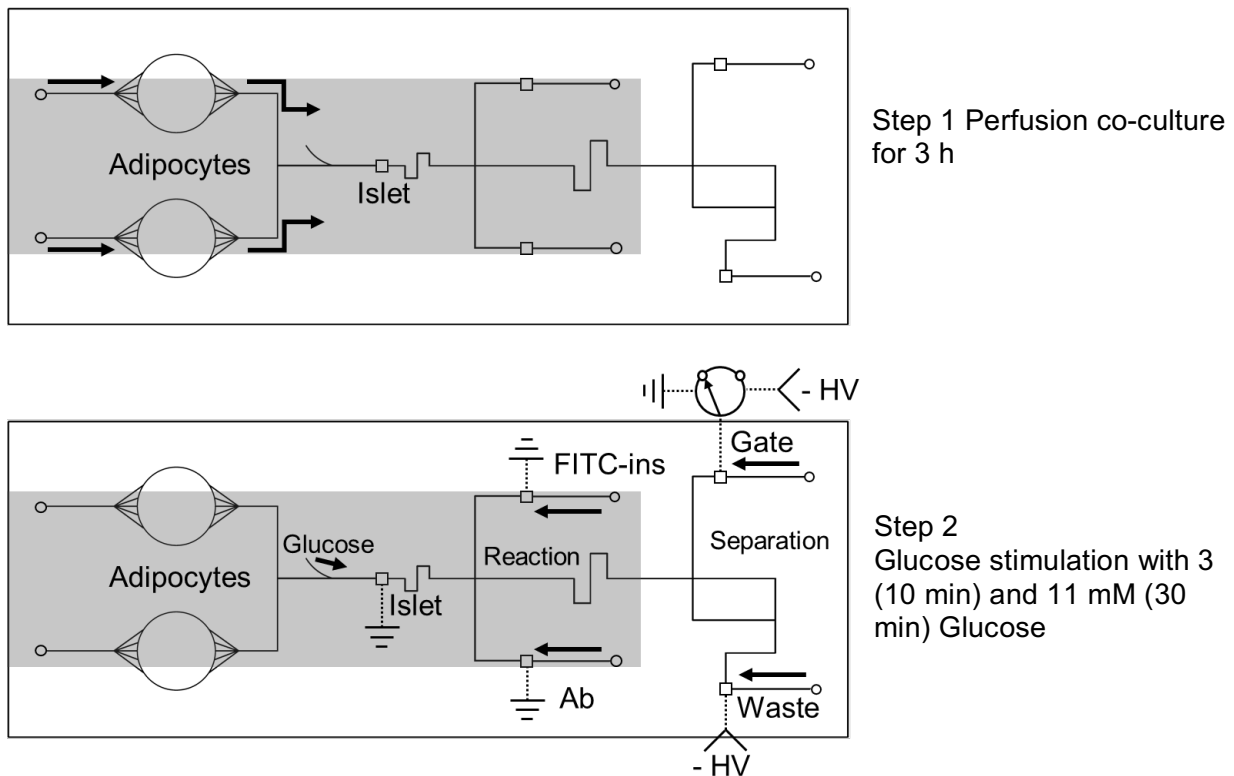 Adipocytes
Islet
Step 1 Perfusion co-culture
for 3 h
- HV
Gate
FITC-ins
Glucose
Reaction
Separation
Adipocytes
Islet
Step 2
Glucose stimulation with 3
(10 min) and 11 mM (30
min) Glucose
Ab
Waste
- HV